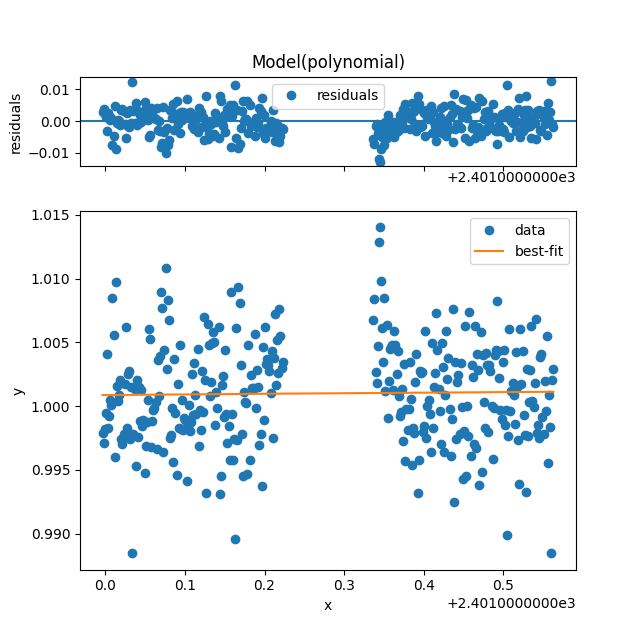 Model(polynomial)
residuals
0.01
0.00
−0.01
residuals
+2.4010000000e3
y
1.015
1.010
1.005
1.000
0.995
0.990
data
best-fit
0.0 0.1 0.2 0.3 0.4 0.5
x
+2.4010000000e3